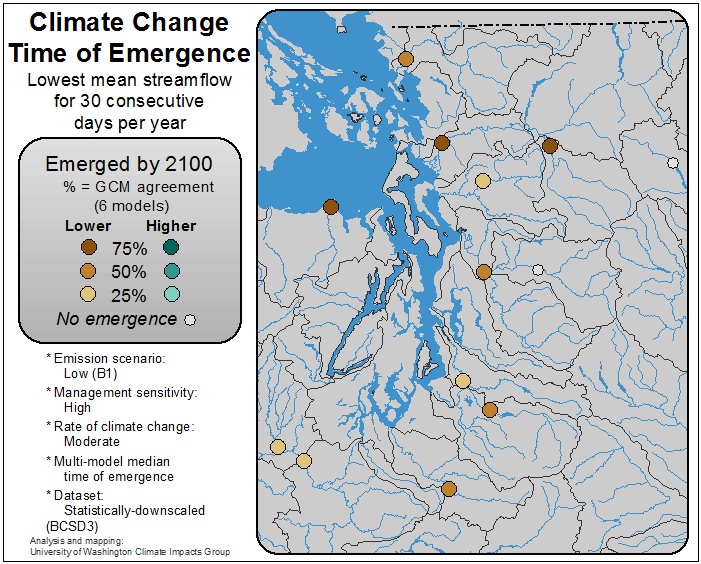 Climate Change
Time of Emergence
Lowest mean streamflow
for 30 consecutive
days per year
Emerged by 2100
% = GCM agreement
(6 models)
Lower Higher
75%
50%
25%
No emergence
* Emission scenario:
Low (B1)
* Management sensitivity:
High
* Rate of climate change:
Moderate
* Multi-model median
time of emergence
* Dataset:
Statistically-downscaled
(BCSD3)
Analysis and mapping:
University of Washington Climate Impacts Group